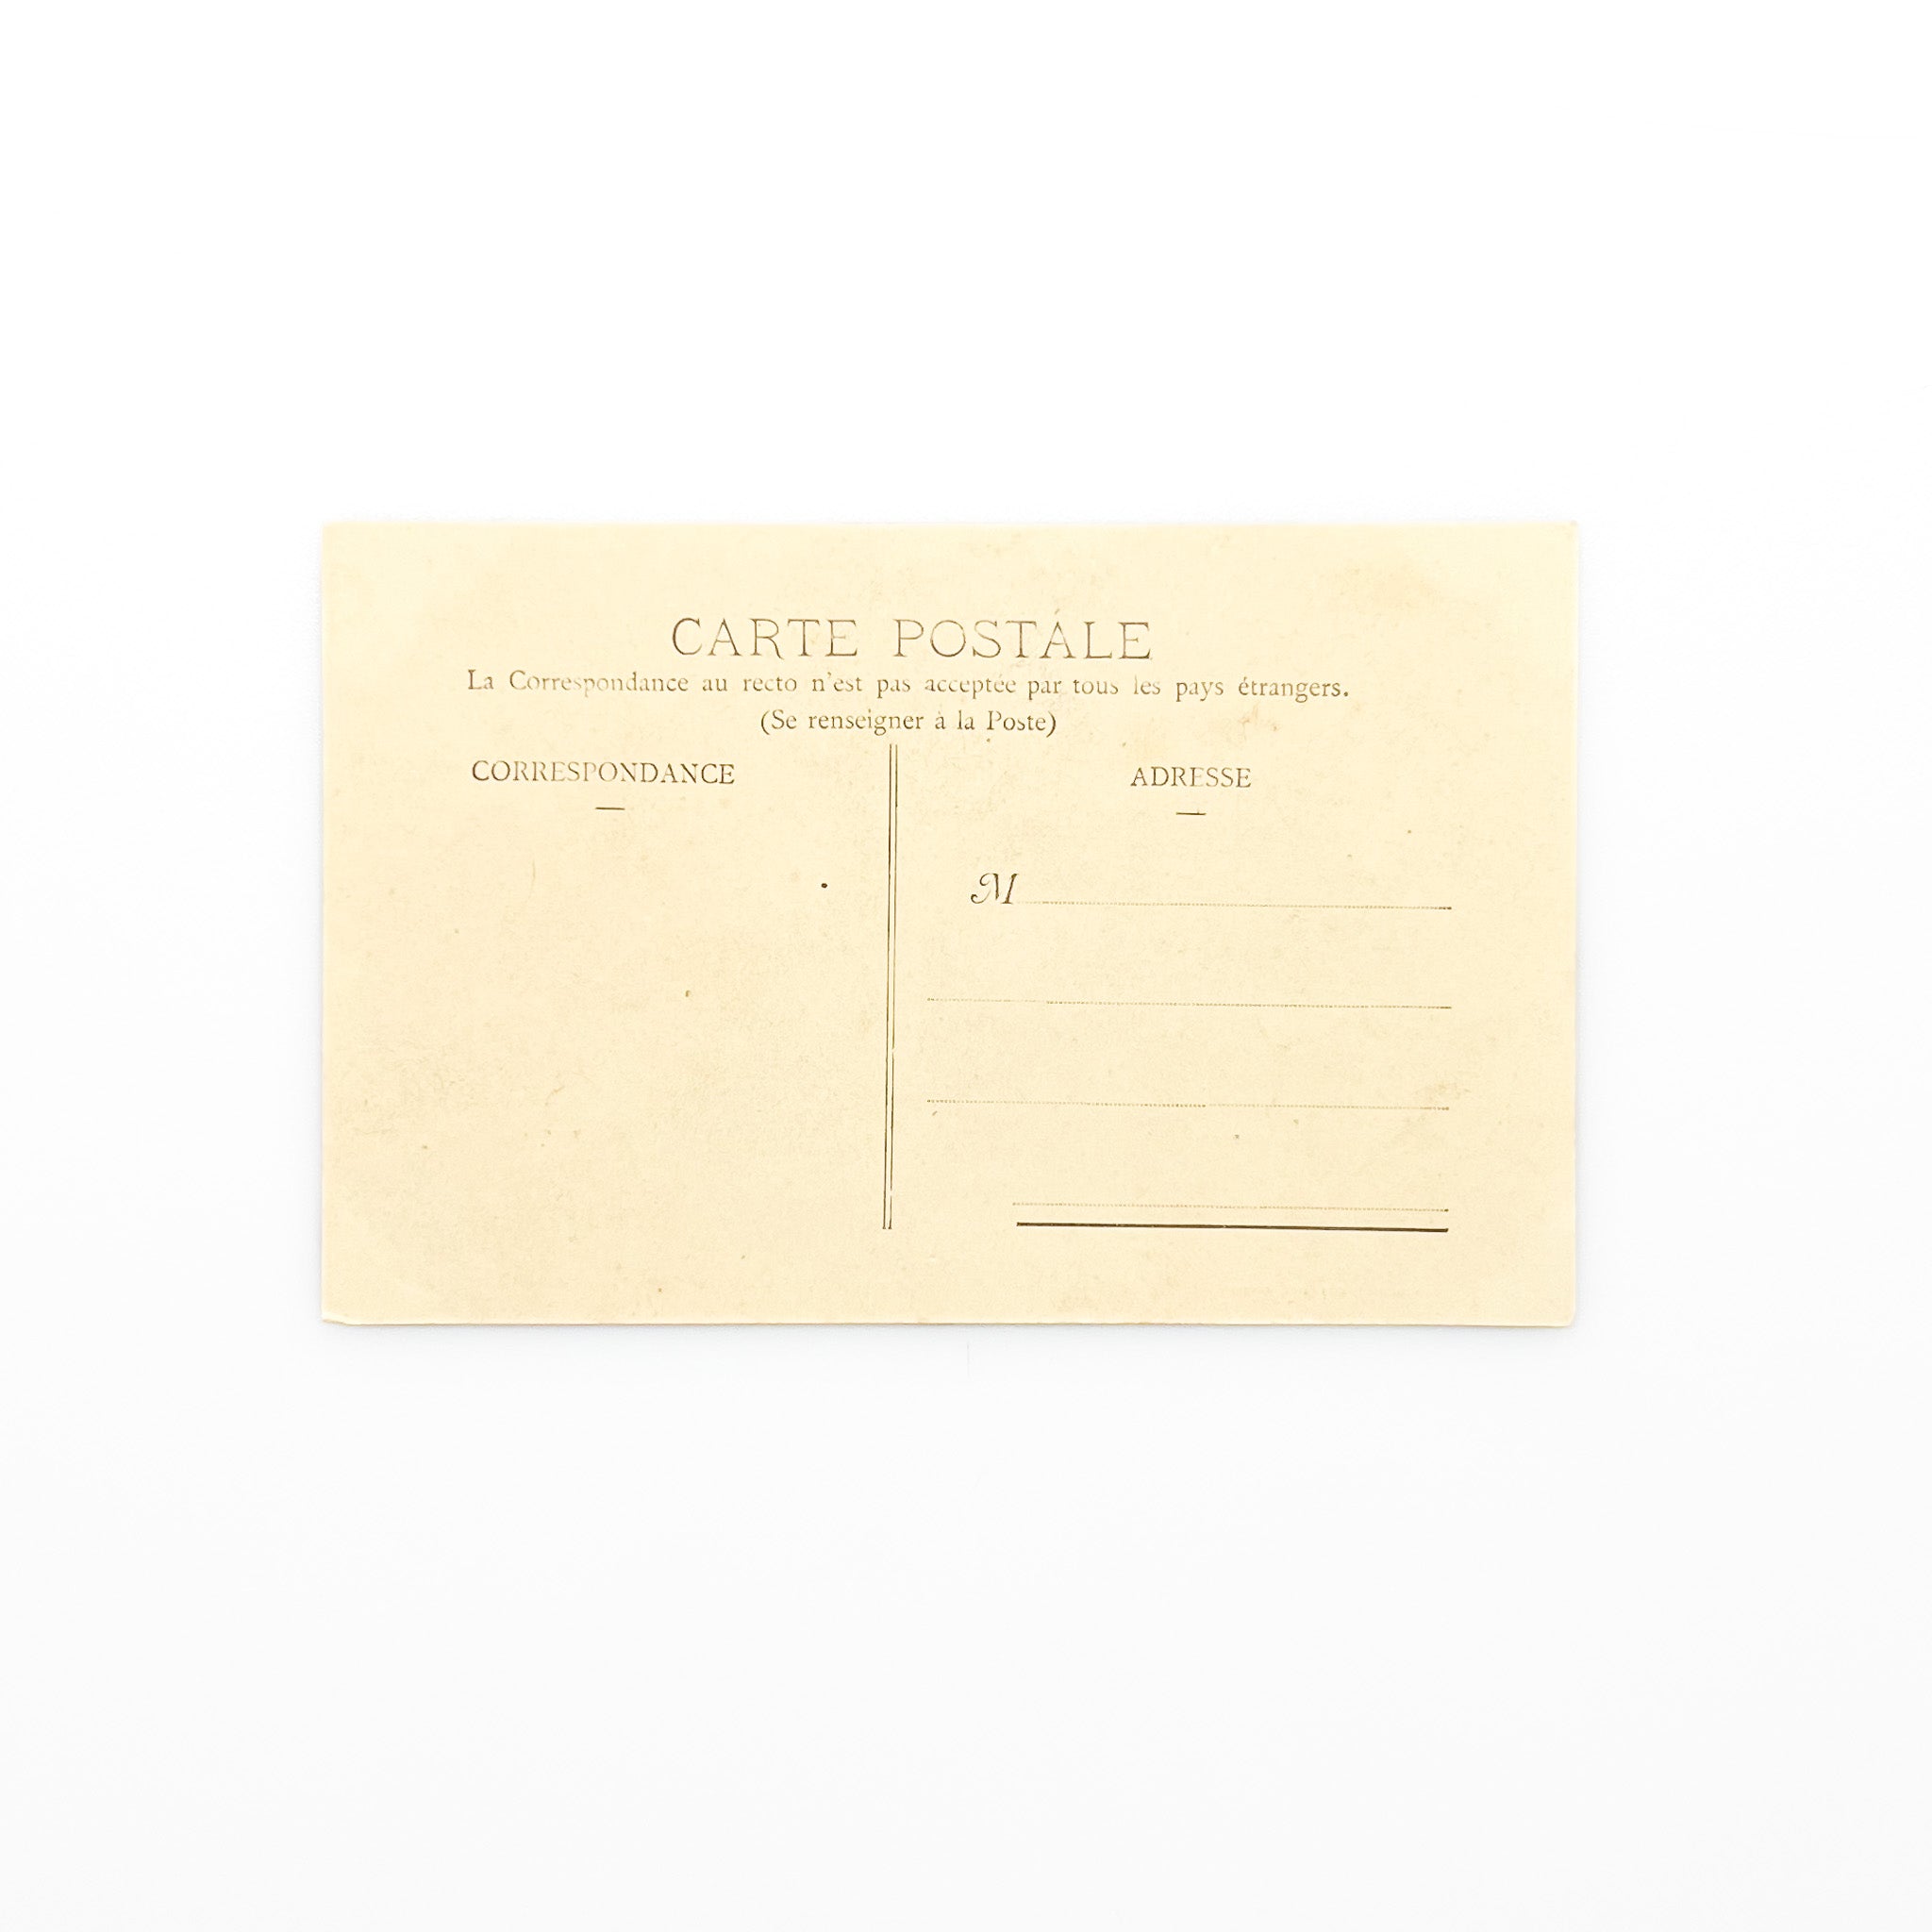 CARTE POSTALE
La Correspondance au recto n'est pas acceptée par tous les pays étrangers.
(Se renseigner à la Poste)
CORRESPONDANCE
ADRESSE
M